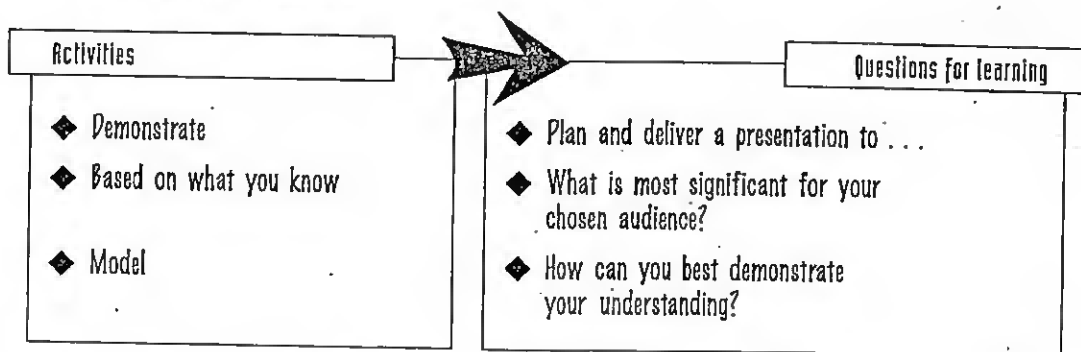 Activities
Demonstrate
Based on what you know
Model
Questions for learning
Plan and deliver a presentation to ...
What is most significant for your
chosen audience?
How can you best demonstrate
your understanding?